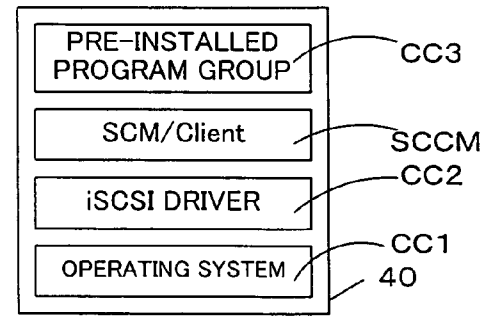 PRE-INSTALLED
PROGRAM GROUP
CC3
SCM/Client
SCCM
CC2
iSCSI DRIVER
CC1
OPERATING SYSTEM
40